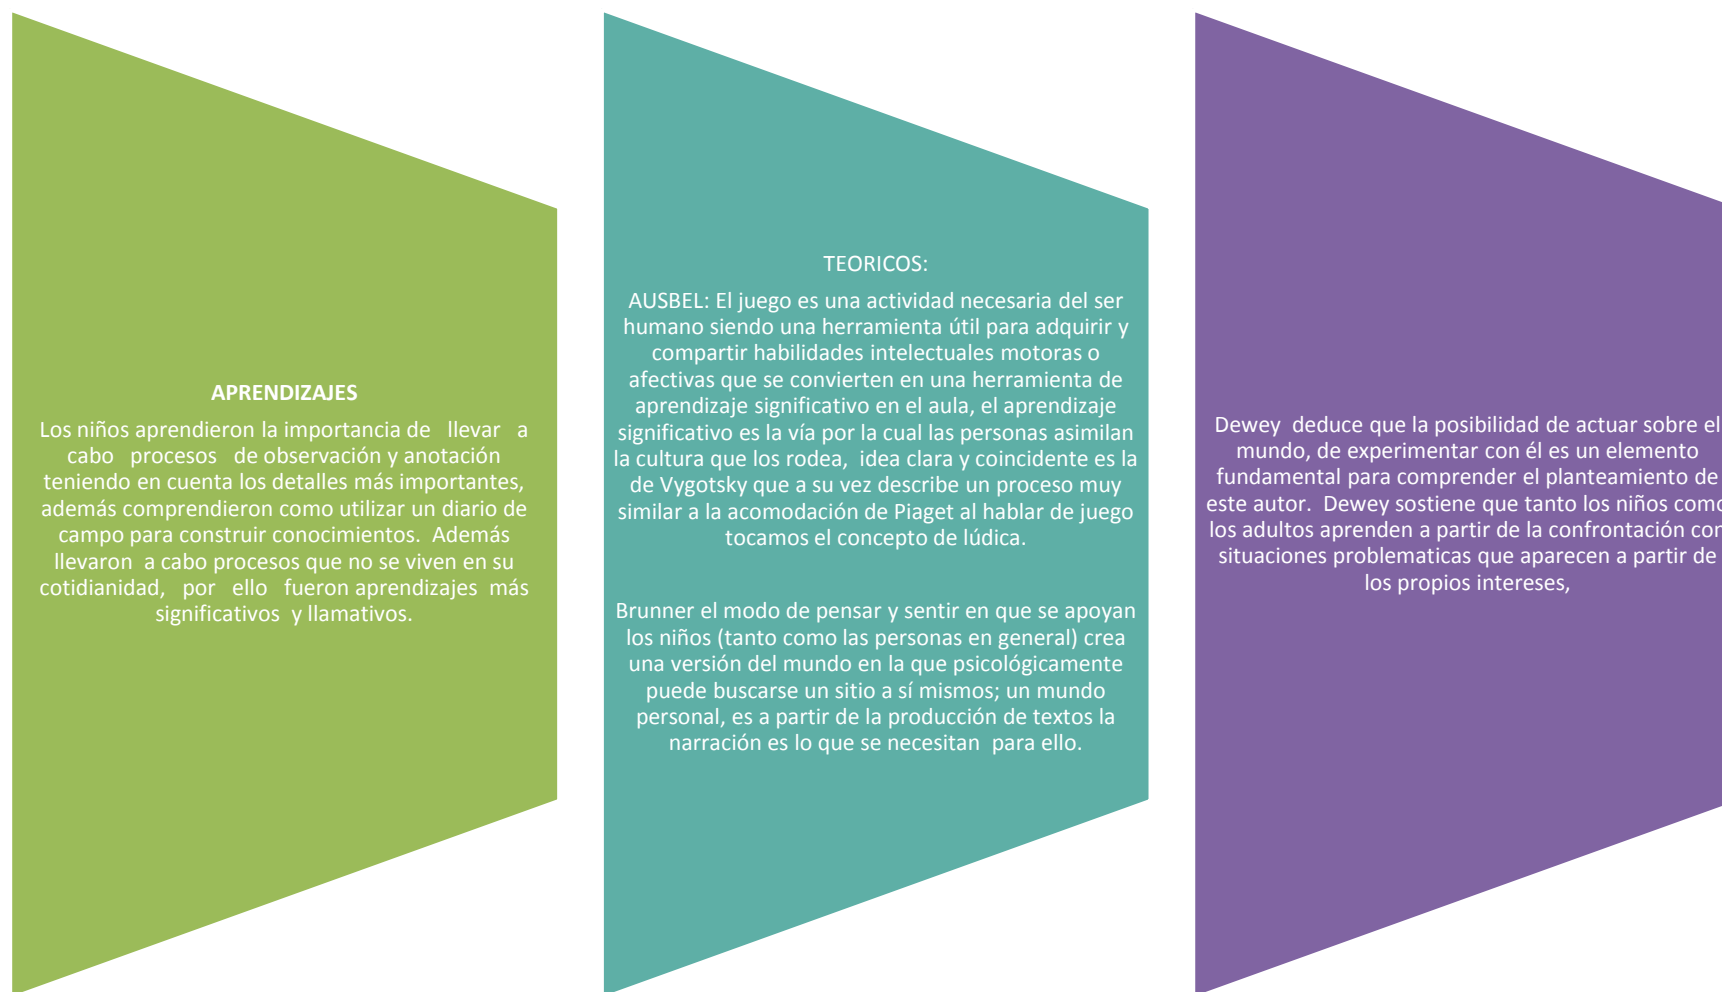 APRENDIZAJES
Los niños aprendieron la importancia de llevar a
cabo procesos de observación y anotación
teniendo en cuenta los detalles más importantes,
además comprendieron como utilizar un diario de
campo para construir conocimientos. Además
llevaron a cabo procesos que no se viven en su
cotidianidad, por ello fueron aprendizajes más
significativos y llamativos.
TEORICOS:
AUSBEL: El juego es una actividad necesaria del ser
humano siendo una herramienta útil para adquirir y
compartir habilidades intelectuales motoras o
afectivas que se convierten en una herramienta de
aprendizaje significativo en el aula, el aprendizaje
significativo es la vía por la cual las personas asimilan
la cultura que los rodea, idea clara y coincidente es la
de Vygotsky que a su vez describe un proceso muy
similar a la acomodación de Piaget al hablar de juego
tocamos el concepto de lúdica.
Brunner el modo de pensar y sentir en que se apoyan
los niños (tanto como las personas en general) crea
una versión del mundo en la que psicológicamente
puede buscarse un sitio a sí mismos; un mundo
personal, es a partir de la producción de textos la
narración es lo que se necesitan para ello.
Dewey deduce que la posibilidad de actuar sobre el
mundo, de experimentar con él es un elemento
fundamental para comprender el planteamiento de
este autor. Dewey sostiene que tanto los niños como
los adultos aprenden a partir de la confrontación con
situaciones problematicas que aparecen a partir de
los propios intereses,